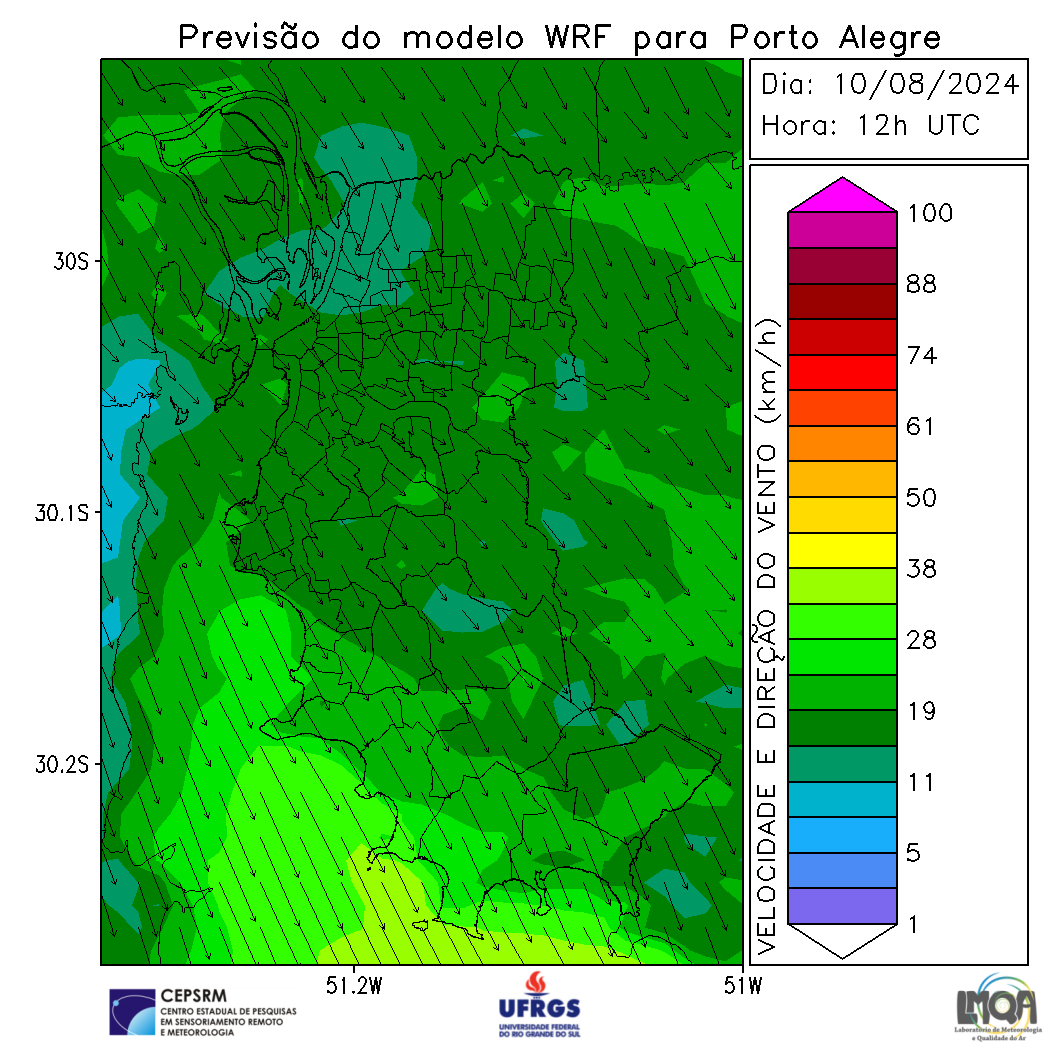 Previsão do modelo WRF para Porto Alegre
Dia: 10/08/2024
Hora: 12h UTC
30S
30.1S
30.2S
51.2W
51W
VELOCIDADE E DIREÇÃO DO VENTO (km/h)
100
88
74
61
50
38
28
19
11
5
1
CEPSRM
CENTRO ESTADUAL DE PESQUISAS
EM SENSORIAMENTO REMOTO
E METEOROLOGIA
UFRGS
UNIVERSIDADE FEDERAL
DO RIO GRANDE DO SUL
LMQA
Laboratório de Meteorologia
e Qualidade do Ar